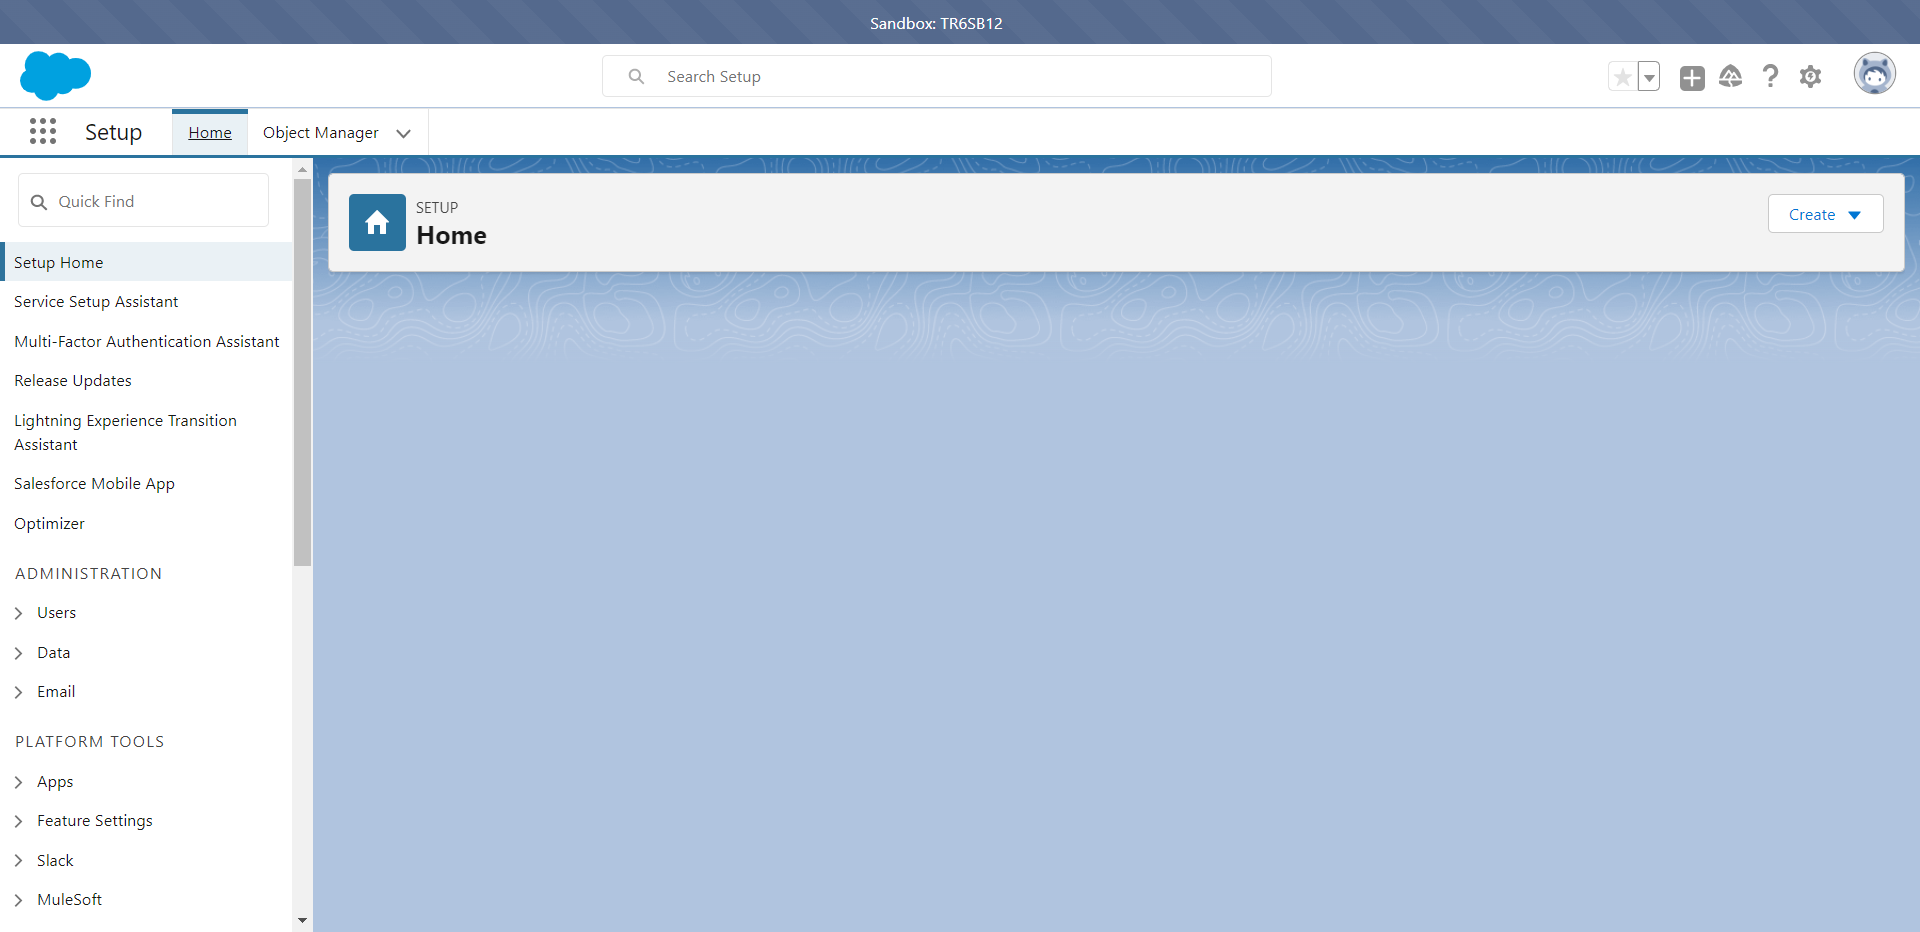 Sandbox: TR6SB12
Search Setup
Setup
Home
Object Manager
Quick Find
Setup Home
Service Setup Assistant
Multi-Factor Authentication Assistant
Release Updates
Lightning Experience Transition
Assistant
Salesforce Mobile App
Optimizer
ADMINISTRATION
Users
Data
Email
PLATFORM TOOLS
Apps
Feature Settings
Slack
MuleSoft
SETUP
Home
Create